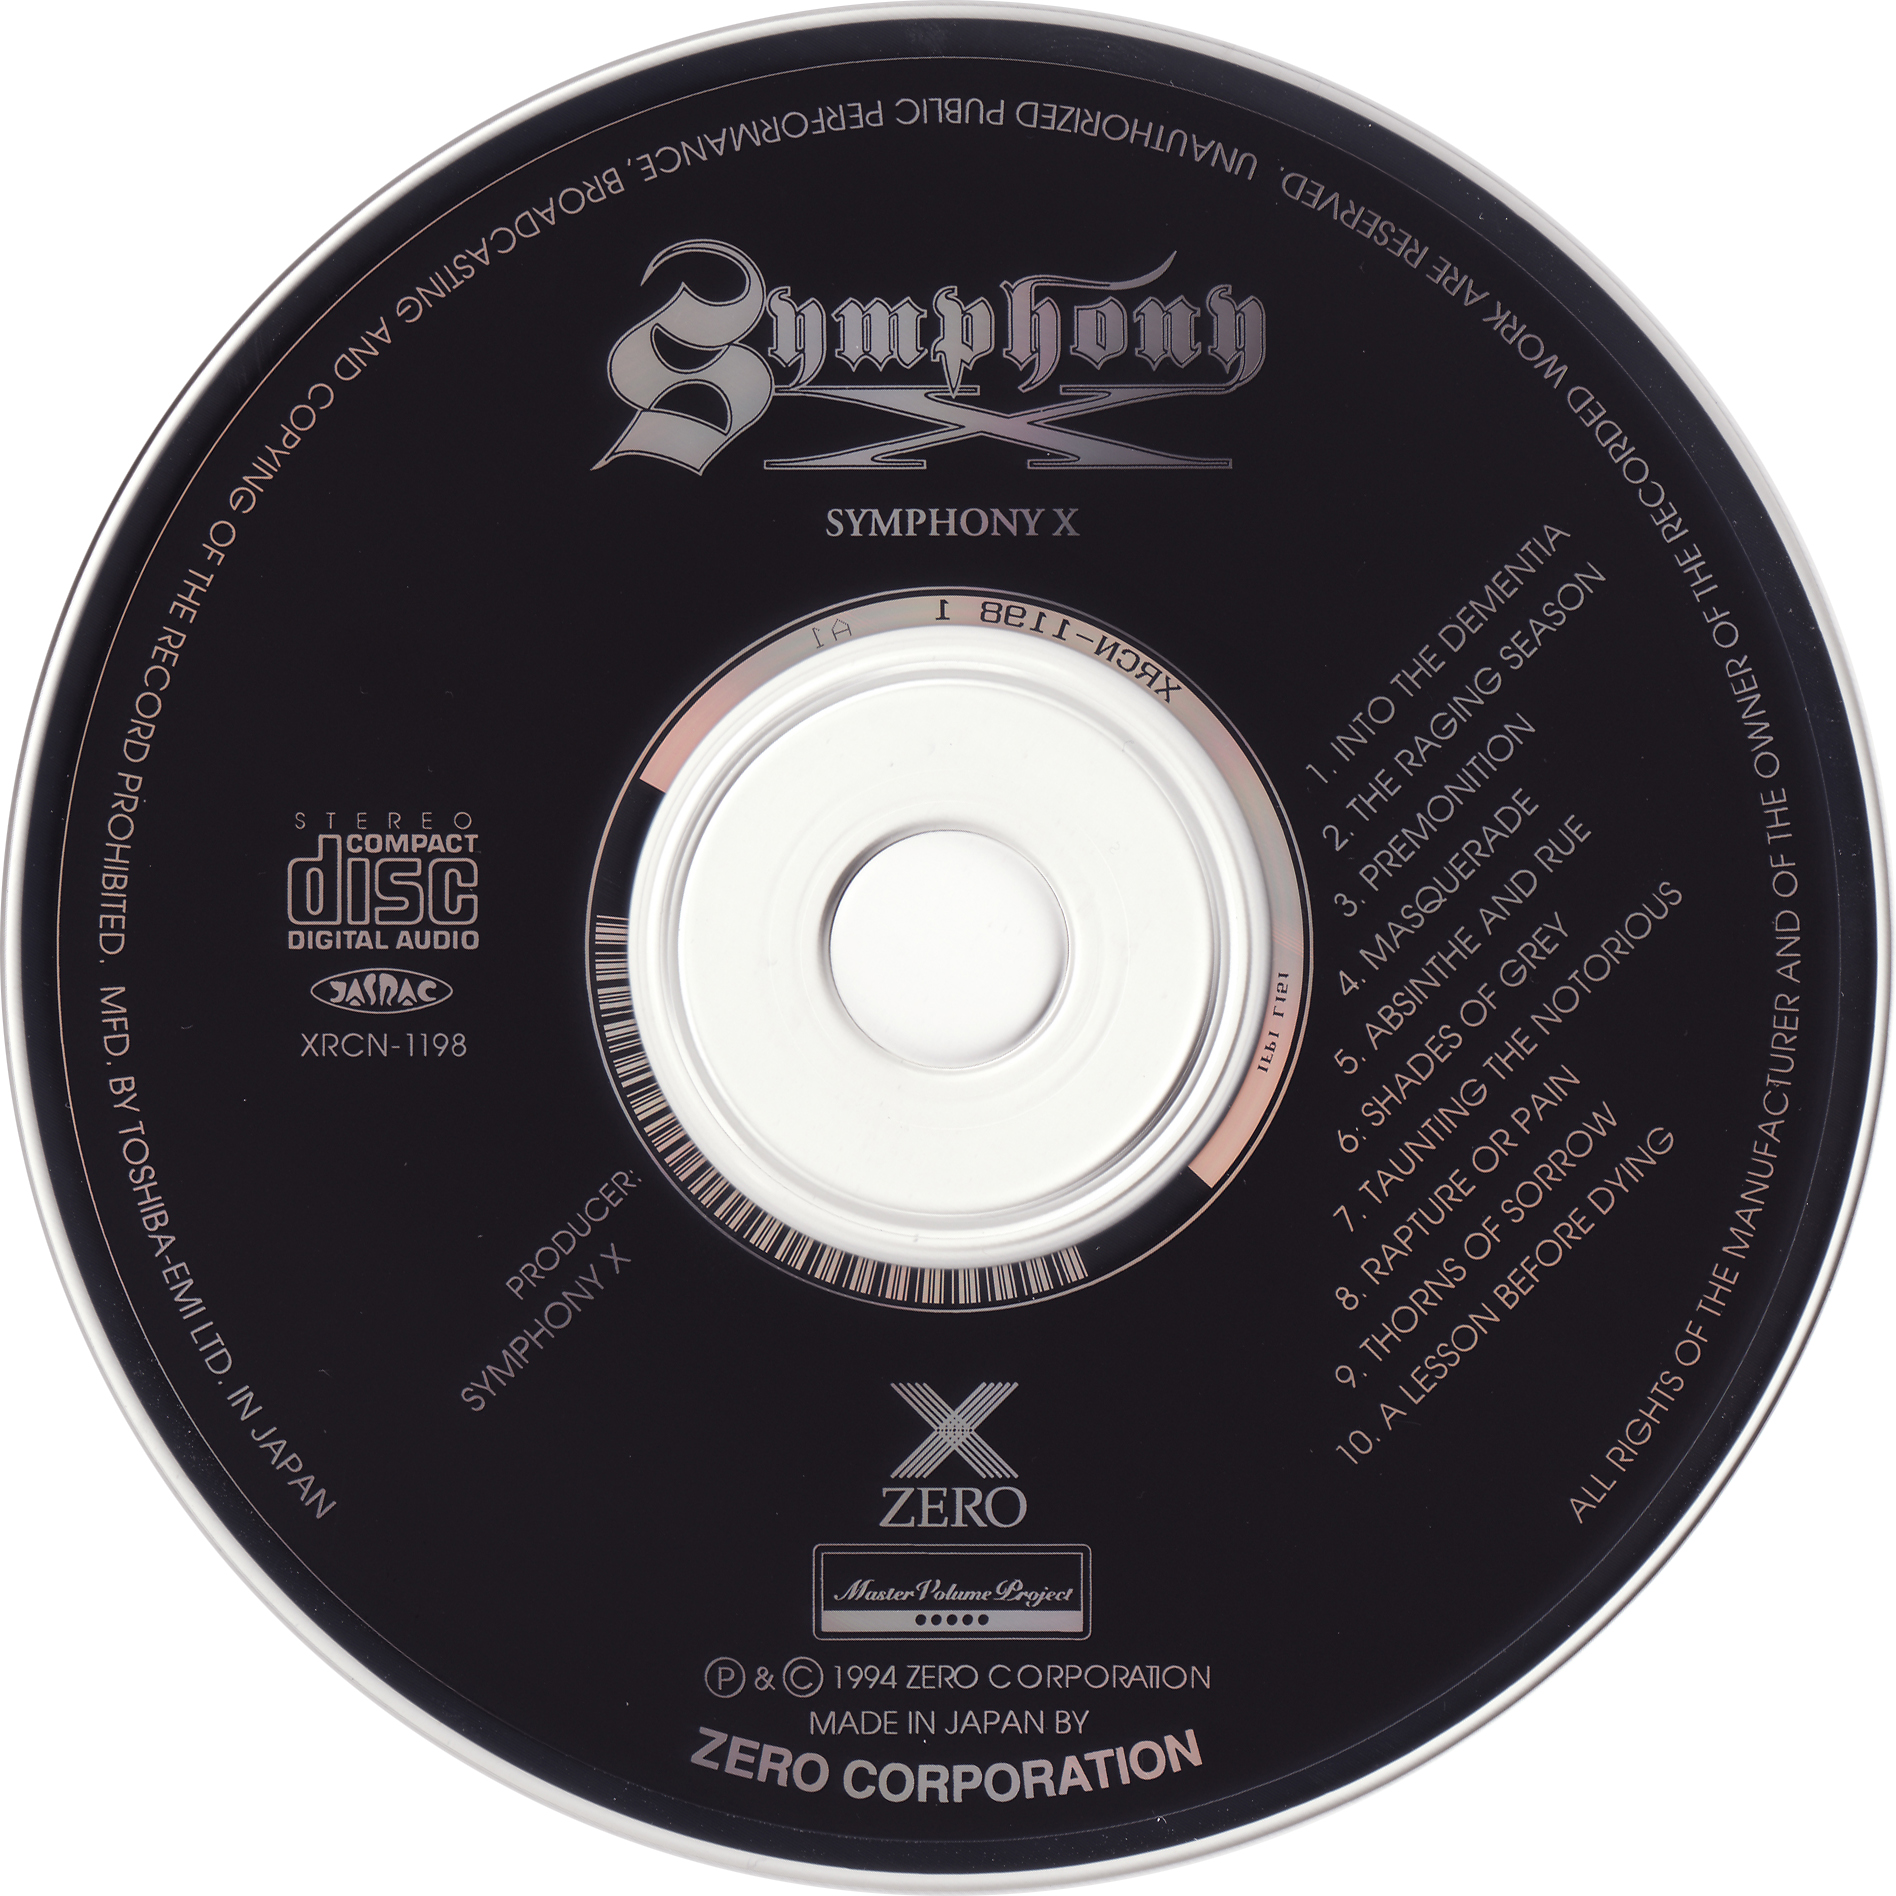 Symphony
X
SYMPHONY X
1. INTO THE DEMENTIA
2. THE RAGING SEASON
3. PREMONITION
4. MASQUERADE
5. ABSINTHE AND RUE
6. SHADES OF GREY
7. TAUNTING THE NOTORIOUS
8. RAPTURE OR PAIN
9. THORNS OF SORROW
10. A LESSON BEFORE DYING
STEREO
COMPACT
disc
DIGITAL AUDIO
JASRAC
XRCN-1198
PRODUCER:
SYMPHONY X
XRCN-1198 1 A1
ZERO
Master Volume Project
Ⓟ & Ⓒ 1994 ZERO CORPORATION
MADE IN JAPAN BY
ZERO CORPORATION
ALL RIGHTS OF THE MANUFACTURER AND OF THE OWNER OF THE RECORDED WORK ARE RESERVED. UNAUTHORIZED PUBLIC PERFORMANCE, BROADCASTING AND COPYING OF THE RECORD PROHIBITED. MFD. BY TOSHIBA-EMI LTD. IN JAPAN